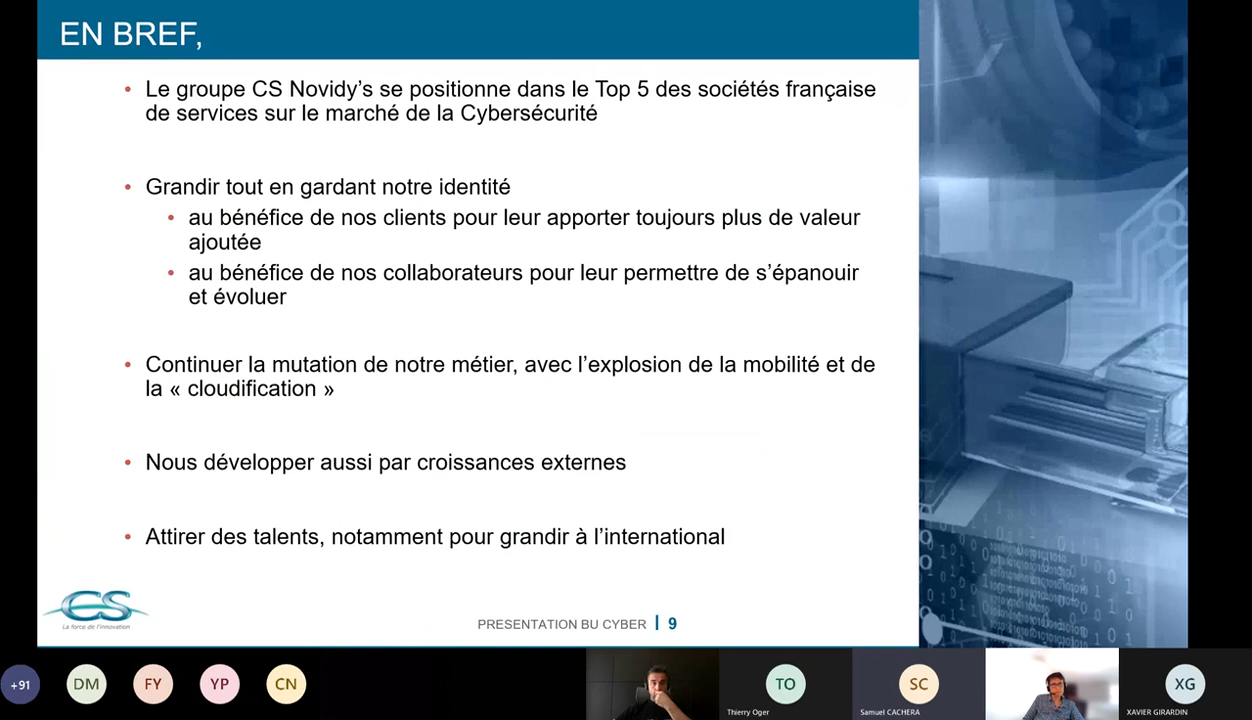 EN BREF,
• Le groupe CS Novidy’s se positionne dans le Top 5 des sociétés française
de services sur le marché de la Cybersécurité
• Grandir tout en gardant notre identité
• au bénéfice de nos clients pour leur apporter toujours plus de valeur
ajoutée
• au bénéfice de nos collaborateurs pour leur permettre de s’épanouir
et évoluer
• Continuer la mutation de notre métier, avec l’explosion de la mobilité et de
la « cloudification »
• Nous développer aussi par croissances externes
• Attirer des talents, notamment pour grandir à l’international
CS
La force de l'innovation
PRESENTATION BU CYBER | 9
+91
DM
FY
YP
CN
TO
Thierry Oger
SC
Samuel CACHERA
XG
XAVIER GIRARDIN